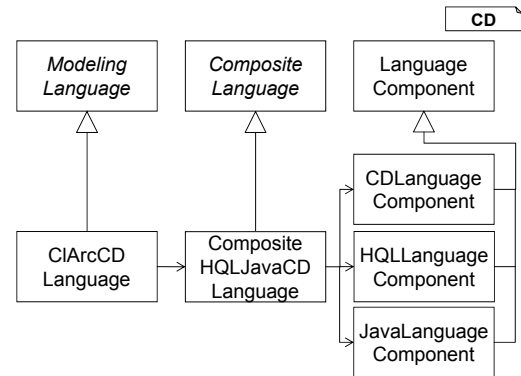 CD
Modeling
Language
Composite
Language
Language
Component
CDLanguage
Component
ClArcCD
Language
Composite
HQLJavaCD
Language
HQLLanguage
Component
JavaLanguage
Component